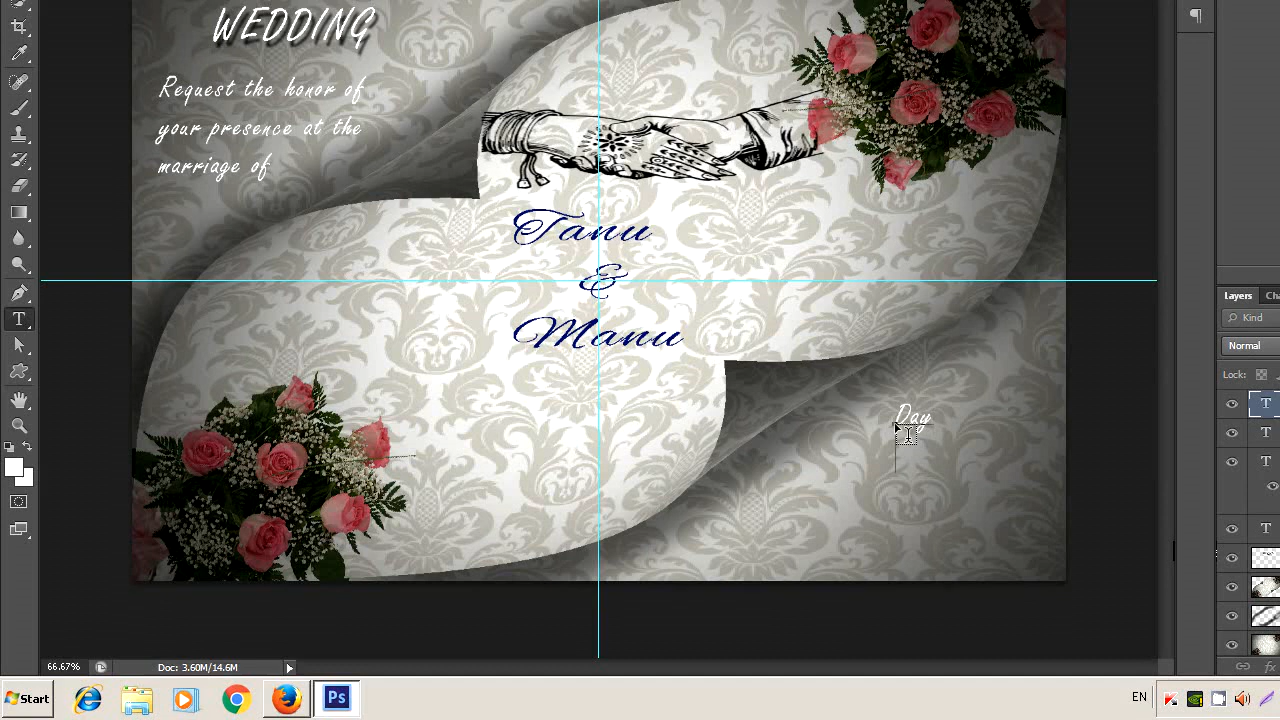 WEDDING
Request the honor of
your presence at the
marriage of
Tanu
&
Manu
Day
Layers
Kind
Normal
Lock:
T
T
T
T
T
66.67%
Doc: 3.60M/14.6M
Start
Ps
EN